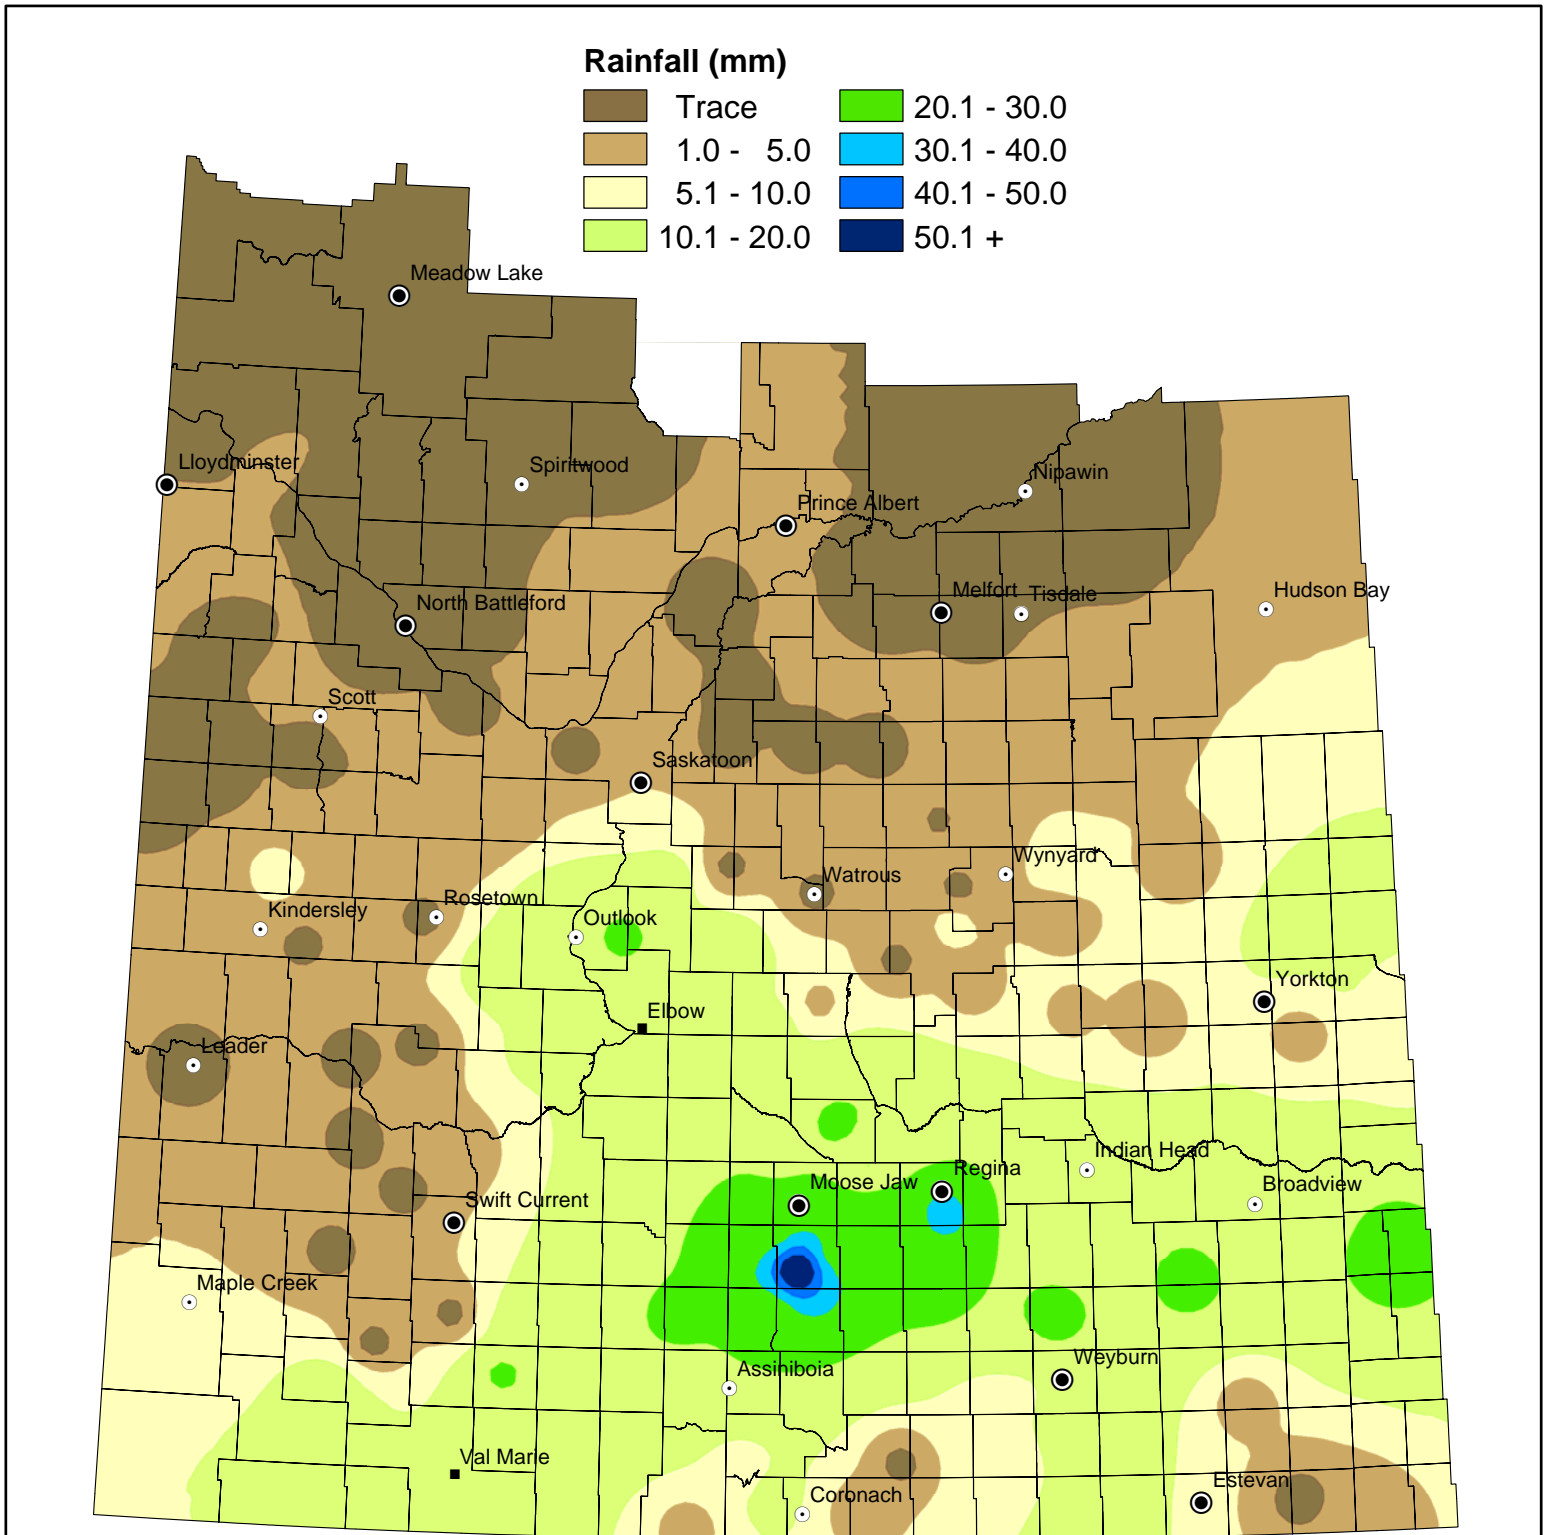 Rainfall (mm)
Trace
1.0 - 5.0
5.1 - 10.0
10.1 - 20.0
20.1 - 30.0
30.1 - 40.0
40.1 - 50.0
50.1 +
Meadow Lake
Lloydminster
Spiritwood
Nipawin
Prince Albert
North Battleford
Melfort
Tisdale
Hudson Bay
Scott
Saskatoon
Wynyard
Watrous
Rosetown
Kindersley
Outlook
Yorkton
Elbow
Leader
Indian Head
Regina
Moose Jaw
Broadview
Swift Current
Maple Creek
Weyburn
Assiniboia
Val Marie
Estevan
Coronach